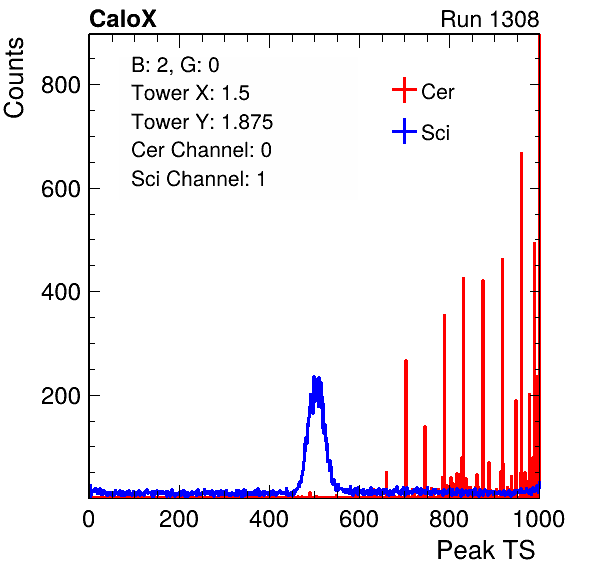 CaloX Run 1308
Counts
B: 2, G: 0
Tower X: 1.5
Tower Y: 1.875
Cer Channel: 0
Sci Channel: 1
Cer
Sci
800
600
400
200
0 200 400 600 800 1000
Peak TS